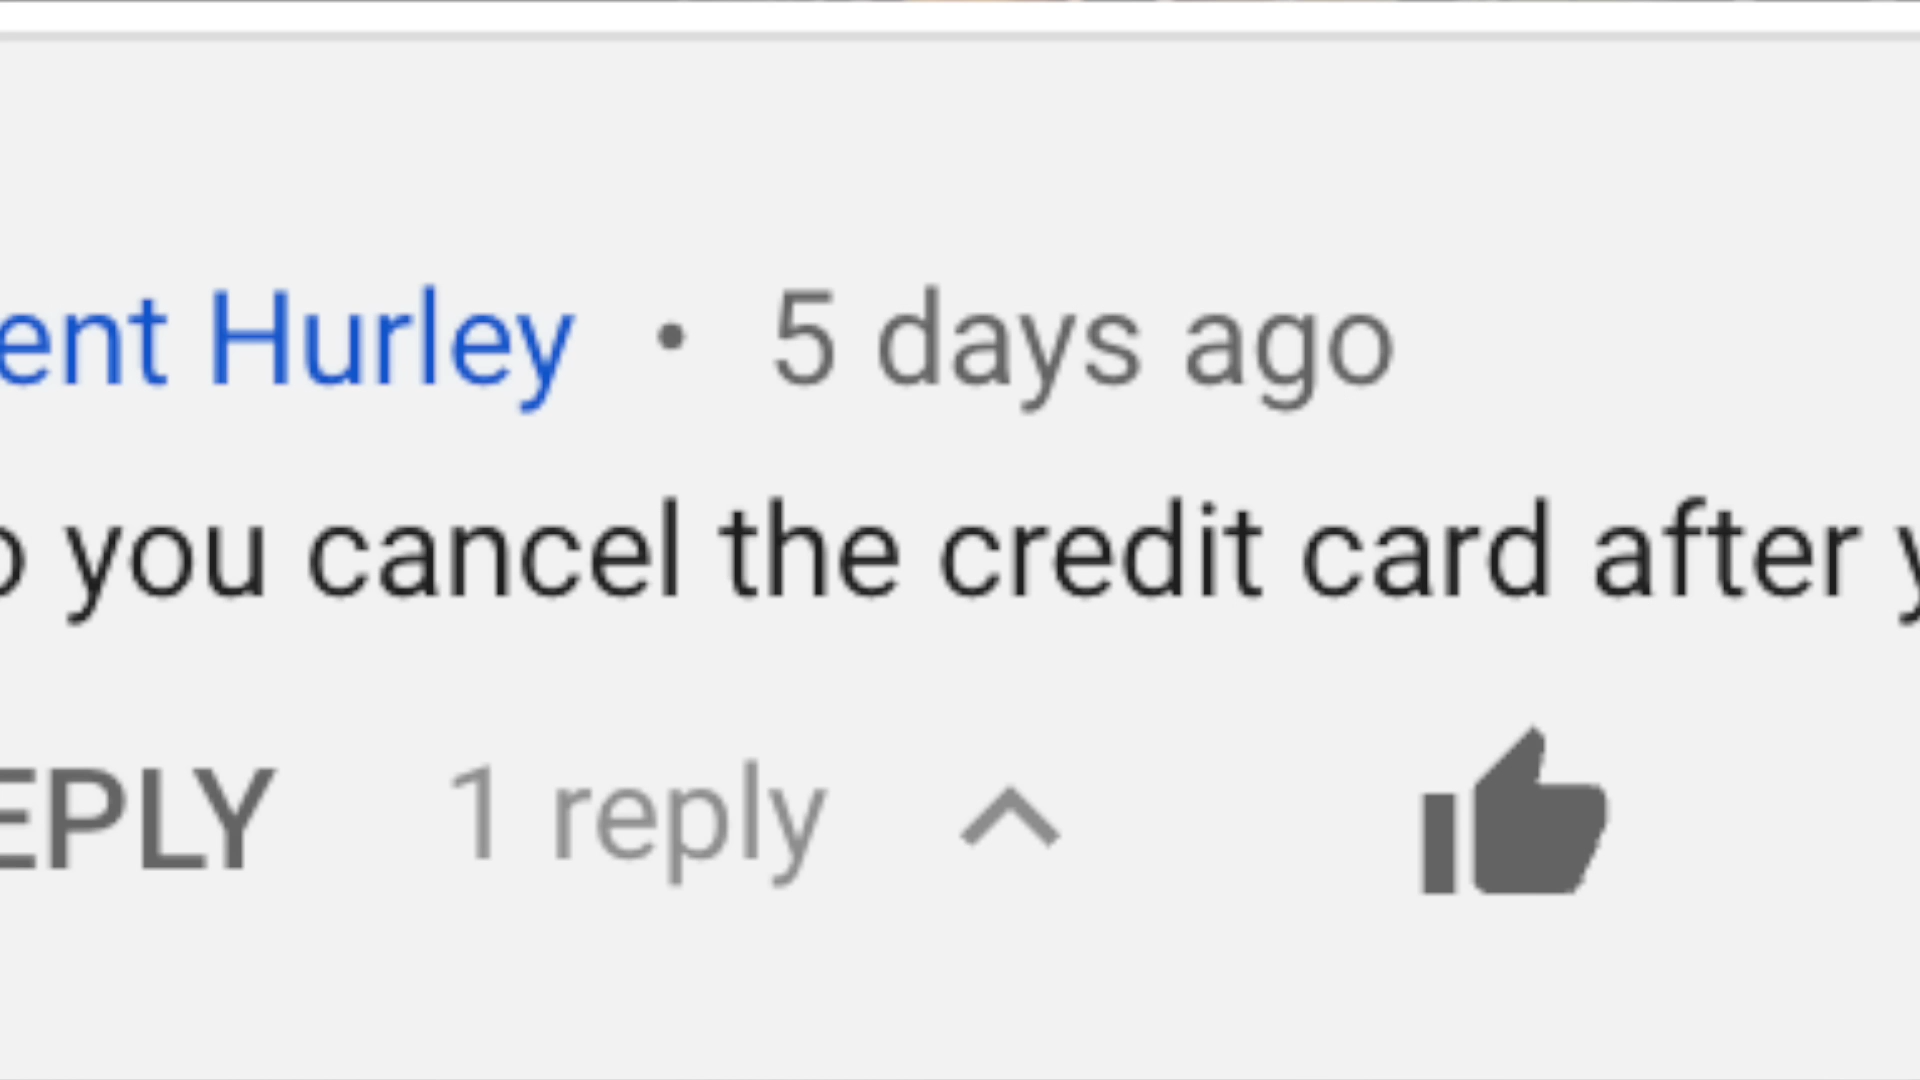 ent Hurley • 5 days ago
o you cancel the credit card after y
EPLY 1 reply